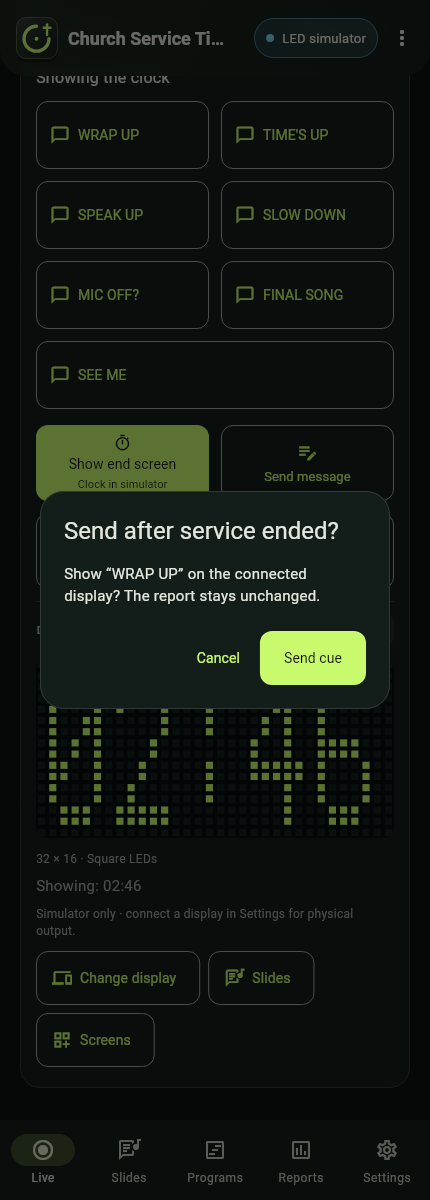 Church Service Ti...
LED simulator
Showing the clock
WRAP UP
TIME'S UP
SPEAK UP
SLOW DOWN
MIC OFF?
FINAL SONG
SEE ME
Show end screen
Clock in simulator
Send message
Send after service ended?
Show “WRAP UP” on the connected
display? The report stays unchanged.
Cancel
Send cue
02:46
32 × 16 · Square LEDs
Showing: 02:46
Simulator only · connect a display in Settings for physical
output.
Change display
Slides
Screens
Live
Slides
Programs
Reports
Settings